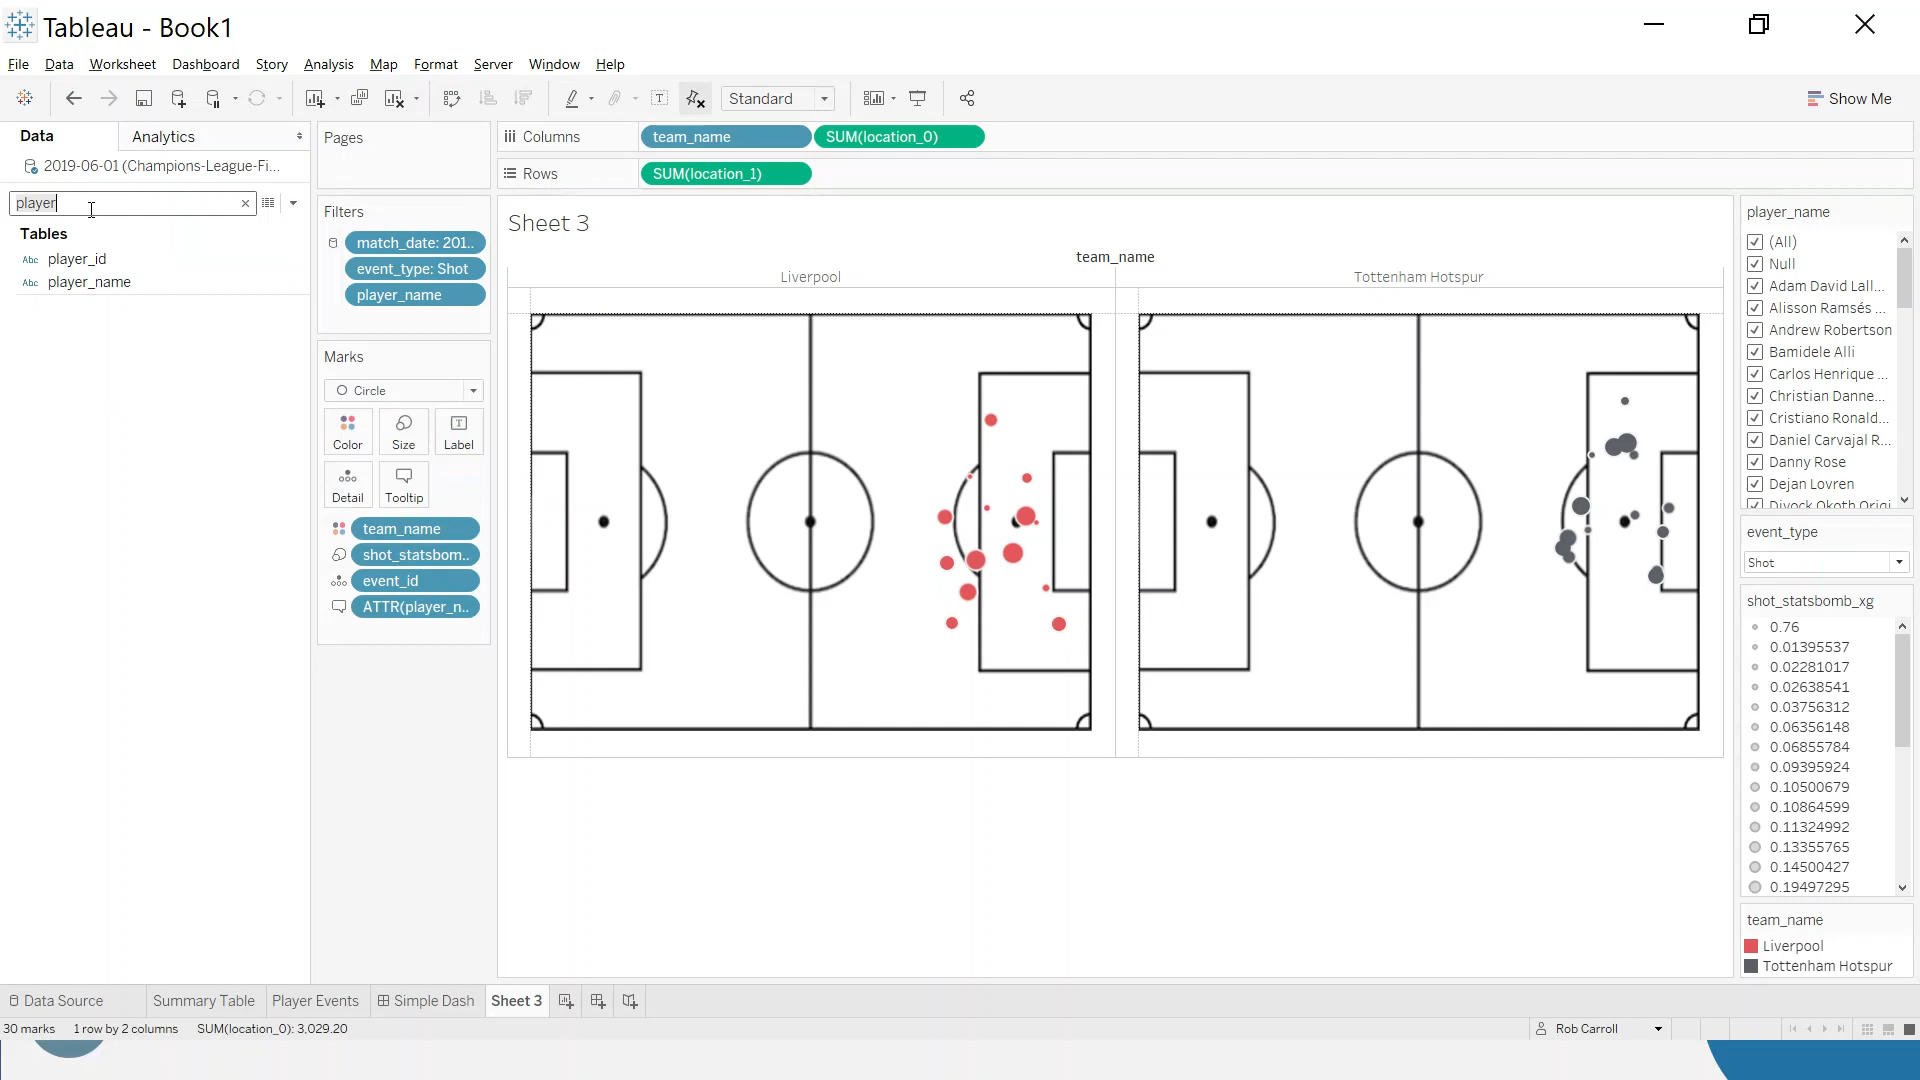 Tableau - Book1
File Data Worksheet Dashboard Story Analysis Map Format Server Window Help
Standard
Show Me
Data Analytics
2019-06-01 (Champions-League-Fi...
player
Tables
Abc player_id
Abc player_name
Pages
Filters
match_date: 201..
event_type: Shot
player_name
Marks
Circle
Color Size Label
Detail Tooltip
team_name
shot_statsbom..
event_id
ATTR(player_n..
Columns team_name SUM(location_0)
Rows SUM(location_1)
Sheet 3
team_name
Liverpool Tottenham Hotspur
player_name
(All)
Null
Adam David Lall...
Alisson Ramsés ...
Andrew Robertson
Bamidele Alli
Carlos Henrique ...
Christian Danne...
Cristiano Ronald...
Daniel Carvajal R...
Danny Rose
Dejan Lovren
Divock Okoth Origi
event_type
Shot
shot_statsbomb_xg
0.76
0.01395537
0.02281017
0.02638541
0.03756312
0.06356148
0.06855784
0.09395924
0.10500679
0.10864599
0.11324992
0.13355765
0.14500427
0.19497295
team_name
Liverpool
Tottenham Hotspur
Data Source Summary Table Player Events Simple Dash Sheet 3
30 marks 1 row by 2 columns SUM(location_0): 3,029.20 Rob Carroll